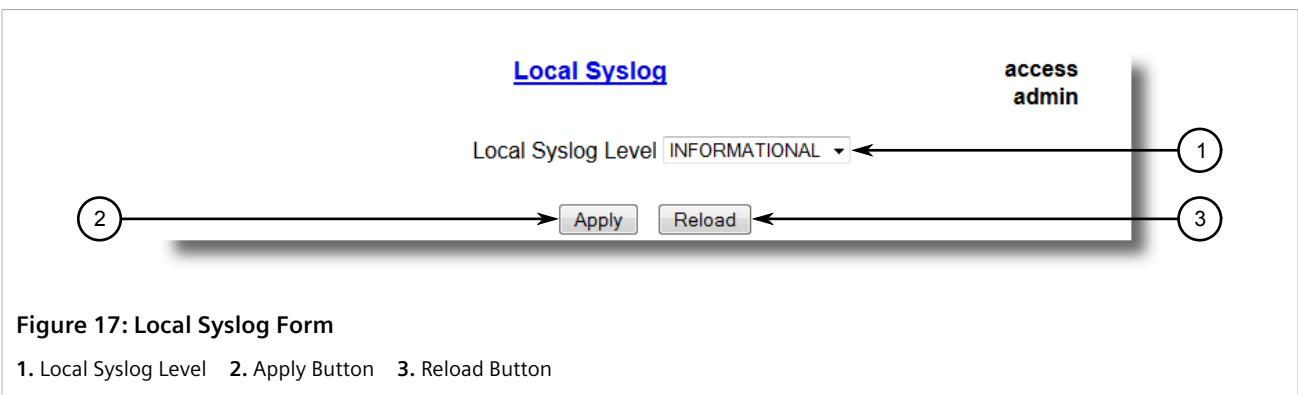 Local Syslog
access
admin
Local Syslog Level INFORMATIONAL
1
2
Apply Reload
3
Figure 17: Local Syslog Form
1. Local Syslog Level 2. Apply Button 3. Reload Button